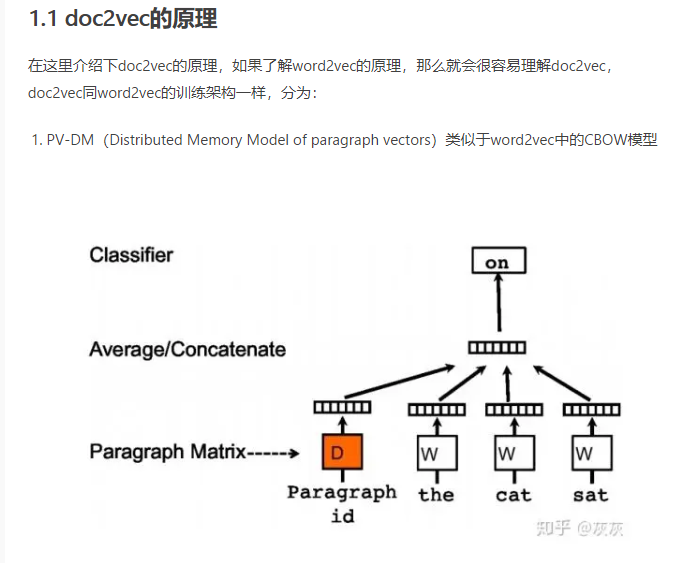 1.1 doc2vec的原理
在这里介绍下doc2vec的原理，如果了解word2vec的原理，那么就会很容易理解doc2vec，
doc2vec同word2vec的训练架构一样，分为：
1. PV-DM（Distributed Memory Model of paragraph vectors）类似于word2vec中的CBOW模型
Classifier
on
Average/Concatenate
Paragraph Matrix----->
D
W
W
W
Paragraph
id
the
cat
sat
知乎 @灰灰